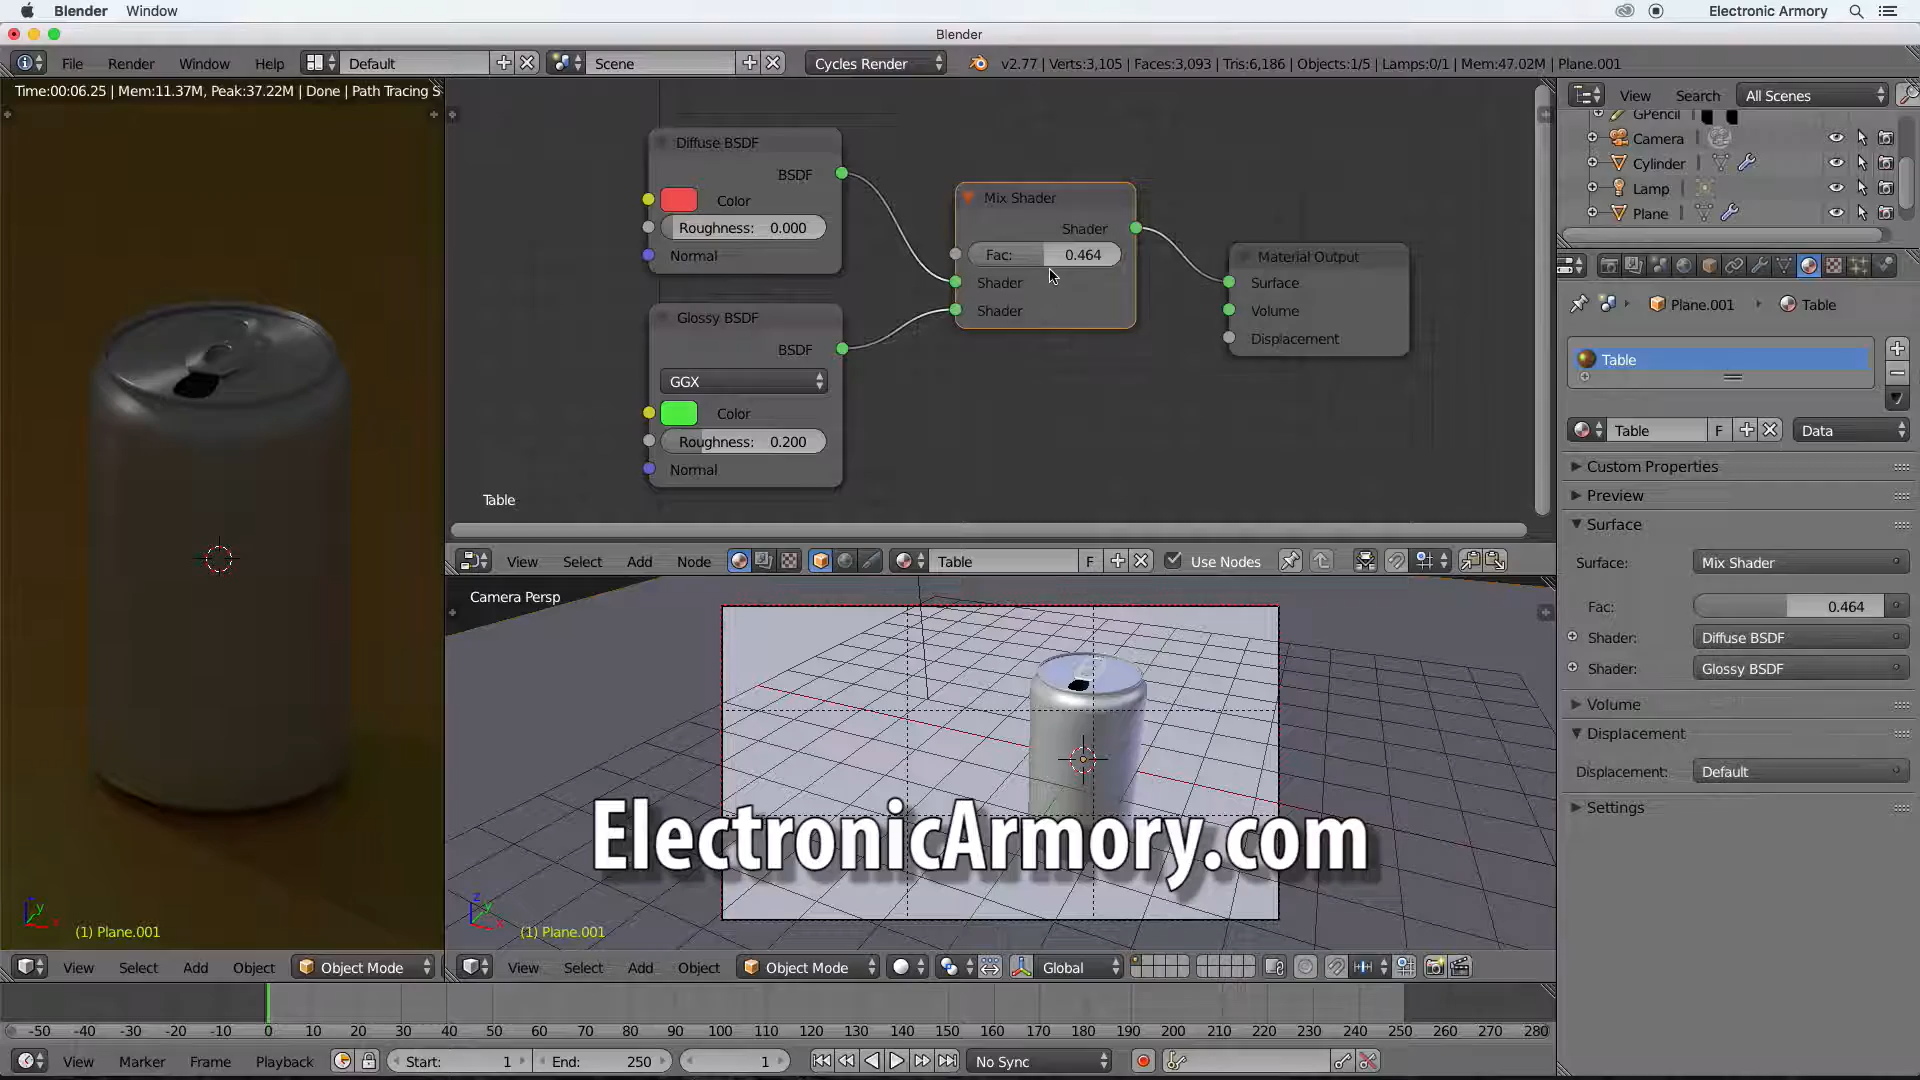 Blender Window Electronic Armory
Blender
File Render Window Help Default Scene Cycles Render v2.77 | Verts:3,105 | Faces:3,093 | Tris:6,186 | Objects:1/5 | Lamps:0/1 | Mem:47.02M | Plane.001
Time:00:06.25 | Mem:11.37M, Peak:37.22M | Done | Path Tracing S
View Search All Scenes
GPencil
Camera
Cylinder
Lamp
Plane
Diffuse BSDF
BSDF
Color
Roughness: 0.000
Normal
Glossy BSDF
BSDF
GGX
Color
Roughness: 0.200
Normal
Mix Shader
Shader
Fac: 0.464
Shader
Shader
Material Output
Surface
Volume
Displacement
Table
View Select Add Node Table F Use Nodes
Plane.001 Table
Table
Table F Data
Custom Properties
Preview
Surface
Surface: Mix Shader
Fac: 0.464
Shader: Diffuse BSDF
Shader: Glossy BSDF
Volume
Displacement
Displacement: Default
Settings
Camera Persp
ElectronicArmory.com
(1) Plane.001
(1) Plane.001
View Select Add Object Object Mode
View Select Add Object Object Mode Global
-50 -40 -30 -20 -10 0 10 20 30 40 50 60 70 80 90 100 110 120 130 140 150 160 170 180 190 200 210 220 230 240 250 260 270 280
View Marker Frame Playback Start: 1 End: 250 1 No Sync